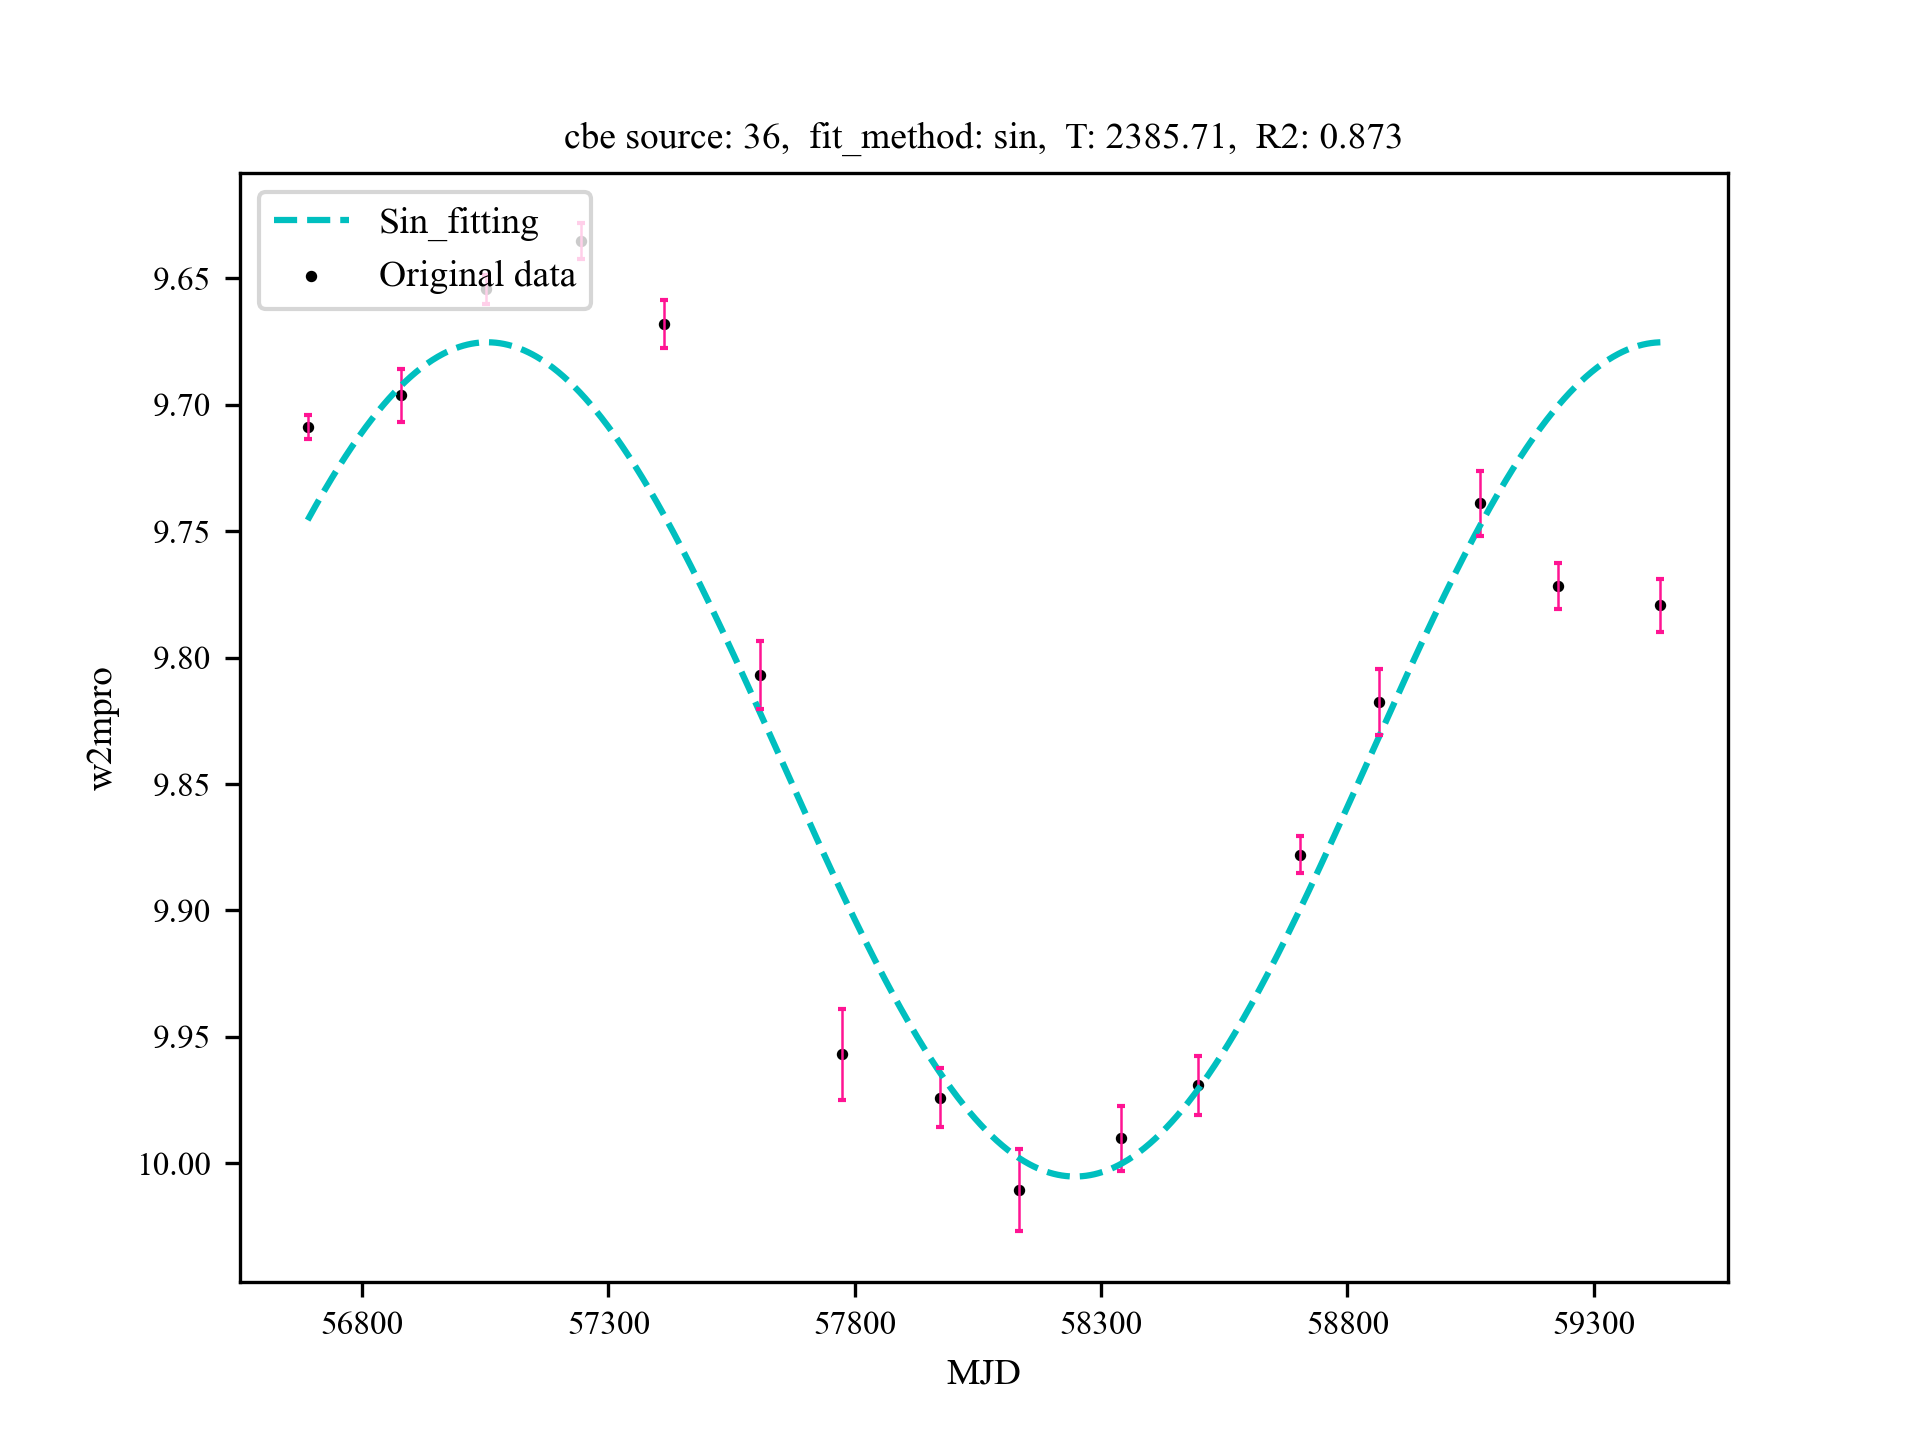 cbe source: 36,  fit_method: sin,  T: 2385.71,  R2: 0.873
Sin_fitting
Original data
9.65
9.70
9.75
9.80
9.85
9.90
9.95
10.00
w2mpro
56800 57300 57800 58300 58800 59300
MJD